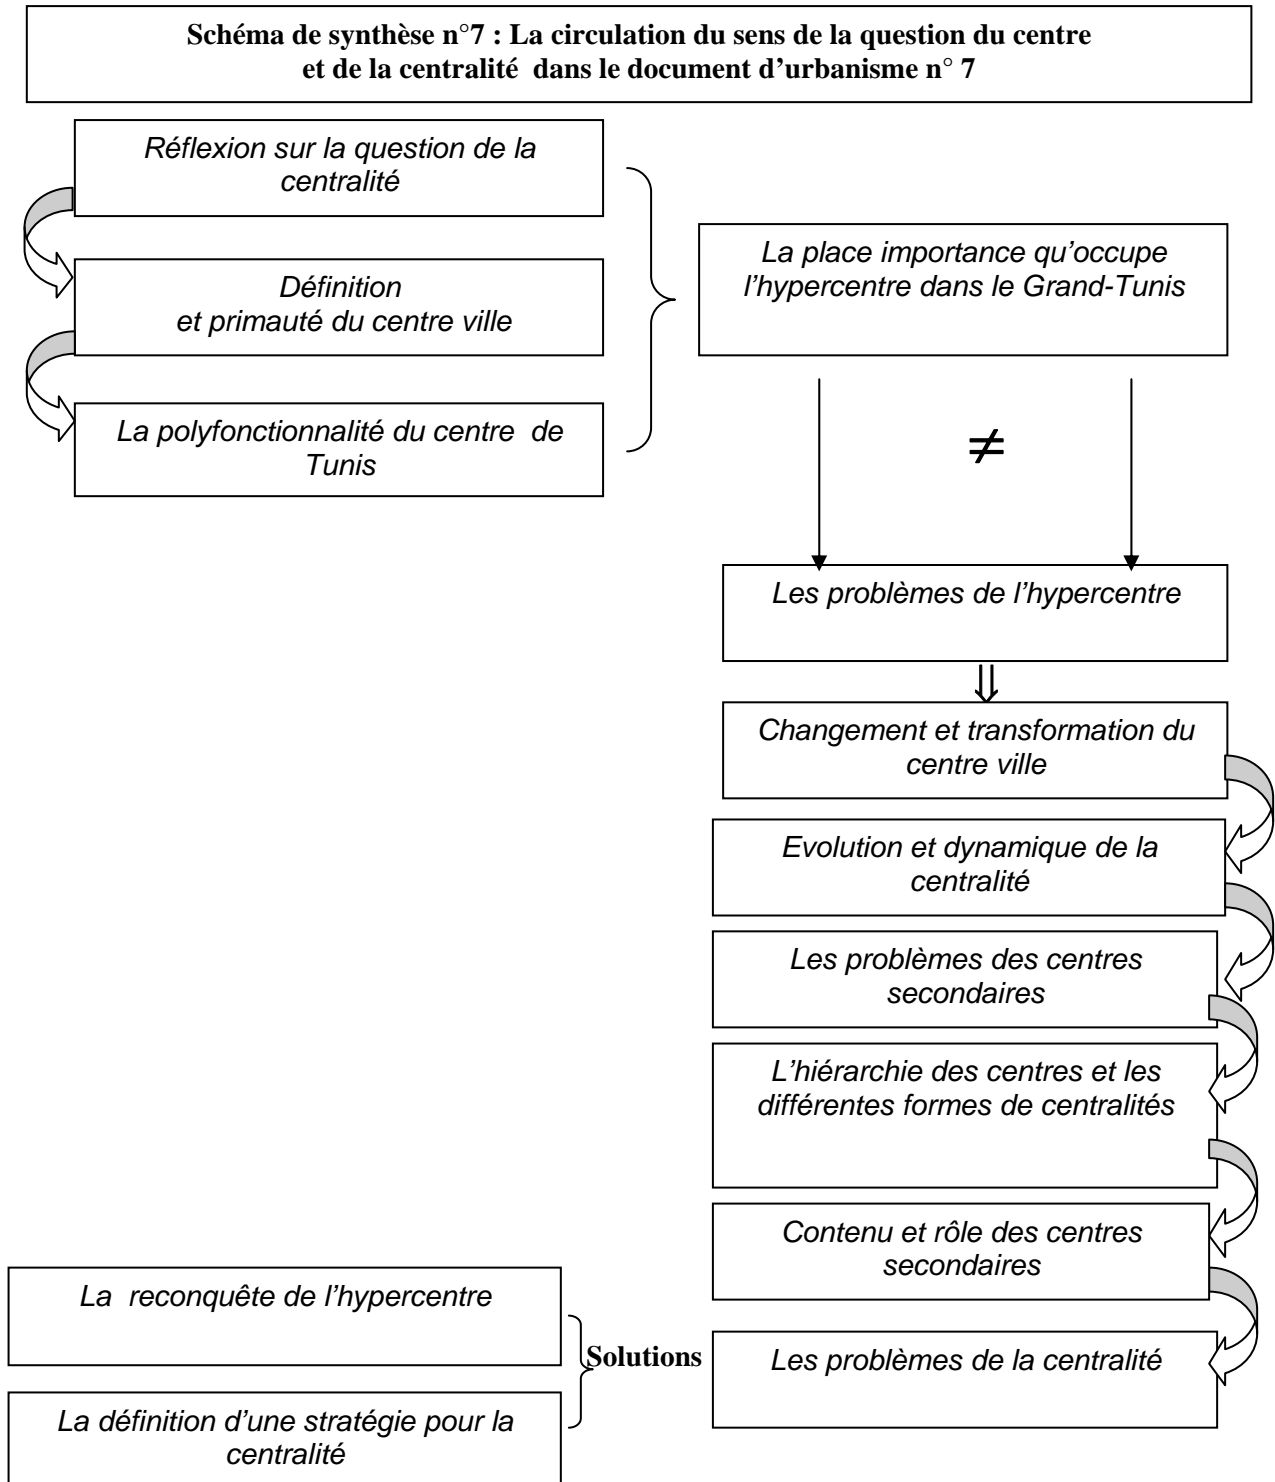 Schéma de synthèse n°7 : La circulation du sens de la question du centre
et de la centralité dans le document d'urbanisme n° 7
Réflexion sur la question de la
centralité
Définition
et primauté du centre ville
La polyfonctionnalité du centre de
Tunis
La place importance qu'occupe
l'hypercentre dans le Grand-Tunis
≠
Les problèmes de l'hypercentre
⇓
Changement et transformation du
centre ville
Evolution et dynamique de la
centralité
Les problèmes des centres
secondaires
L'hiérarchie des centres et les
différentes formes de centralités
Contenu et rôle des centres
secondaires
Les problèmes de la centralité
Solutions
La reconquête de l'hypercentre
La définition d'une stratégie pour la
centralité